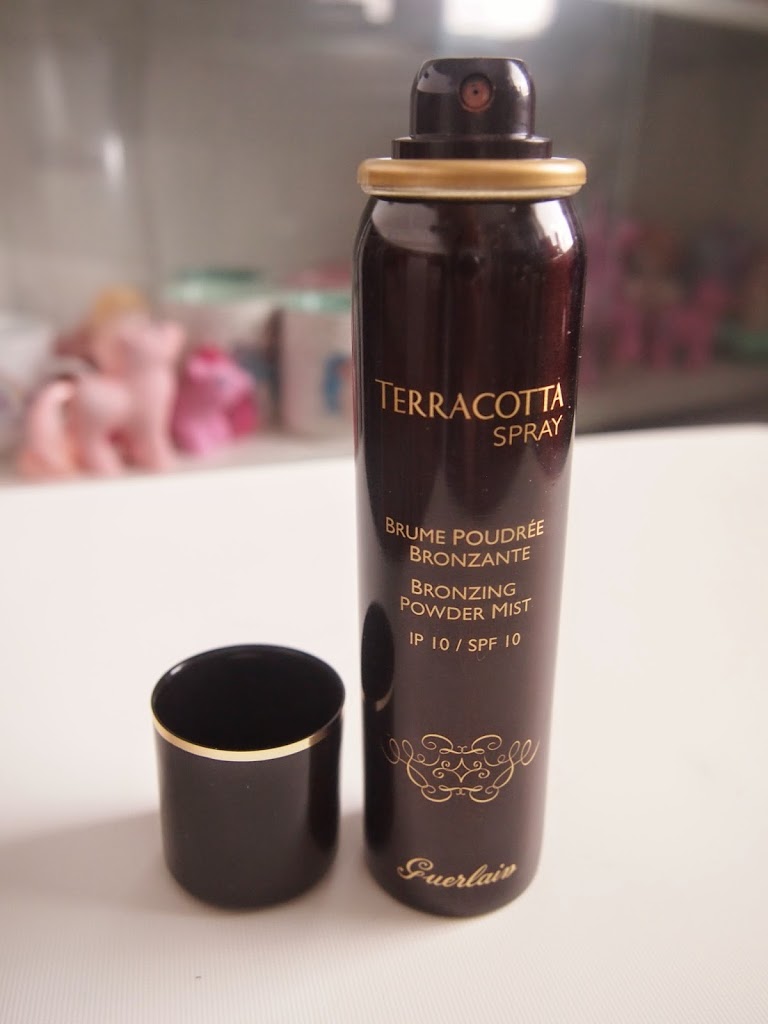 TERRACOTTA
SPRAY
BRUME POUDRÉE
BRONZANTE
BRONZING
POWDER MIST
IP 10 / SPF 10
Guerlain